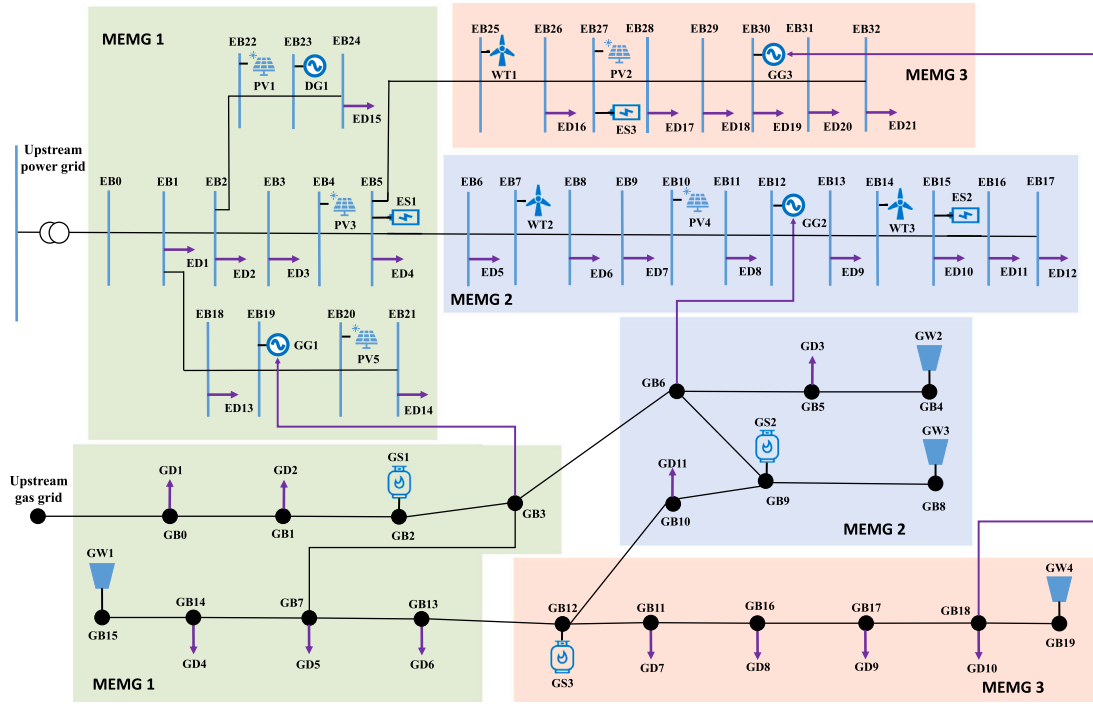 MEMG 1
EB22
EB23
EB24
PV1
DG1
ED15
EB25
EB26
EB27
EB28
EB29
EB30
EB31
EB32
WT1
PV2
GG3
MEMG 3
ES3
ED16
ED17
ED18
ED19
ED20
ED21
Upstream
power grid
EB0
EB1
EB2
EB3
EB4
EB5
ES1
PV3
ED1
ED2
ED3
ED4
EB6
EB7
EB8
EB9
EB10
EB11
EB12
EB13
EB14
EB15
EB16
EB17
WT2
PV4
GG2
WT3
ES2
ED5
ED6
ED7
ED8
ED9
ED10
ED11
ED12
MEMG 2
EB18
EB19
EB20
EB21
GG1
PV5
ED13
ED14
GB6
GD3
GW2
GB5
GB4
GS2
GW3
GD11
GB9
GB8
GB10
MEMG 2
Upstream
gas grid
GD1
GD2
GS1
GB3
GB0
GB1
GB2
GW1
GB14
GB7
GB13
GB15
GD4
GD5
GD6
MEMG 1
GB12
GB11
GB16
GB17
GB18
GW4
GB19
GS3
GD7
GD8
GD9
GD10
MEMG 3